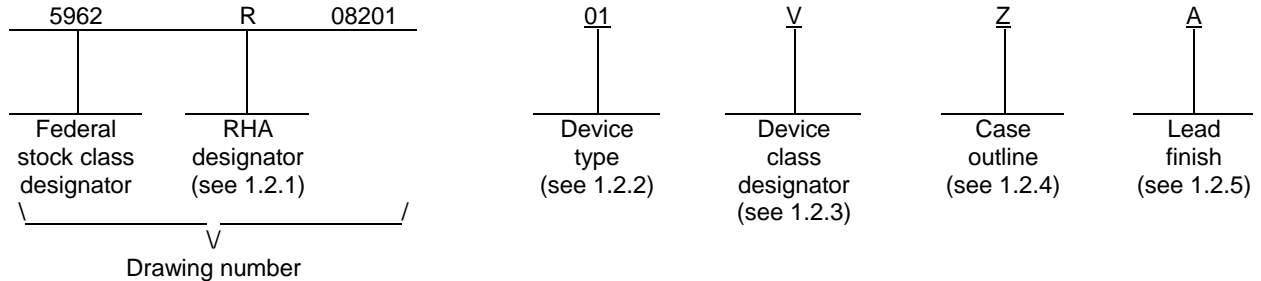 5962 R 08201 01 V Z A
Federal RHA Device Device Case Lead
stock class designator type class outline finish
designator (see 1.2.1) (see 1.2.2) designator (see 1.2.4) (see 1.2.5)
(see 1.2.3)
\ /
\/
Drawing number